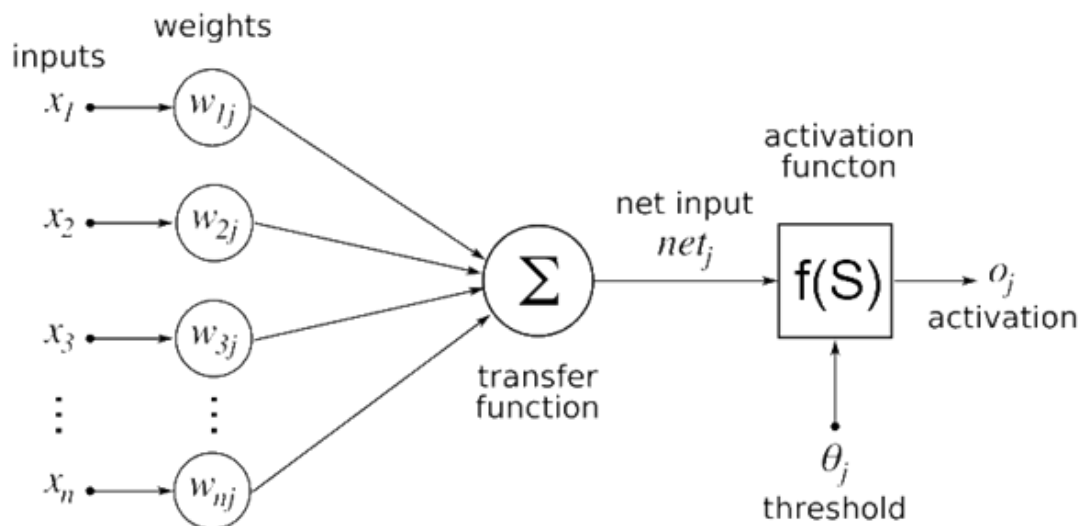 weights
inputs
x1
w1j
x2
w2j
x3
w3j
⋮
⋮
xn
wnj
Σ
transfer
function
net input
netj
activation
functon
f(S)
oj
activation
θj
threshold